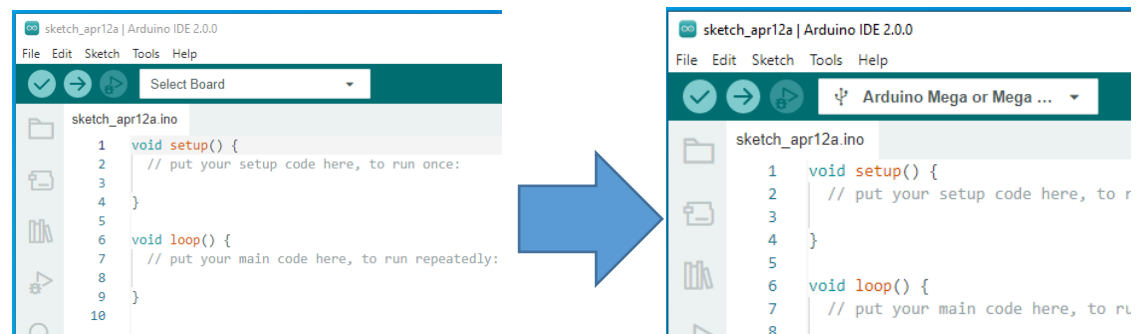 sketch_apr12a | Arduino IDE 2.0.0
File Edit Sketch Tools Help
Select Board
sketch_apr12a.ino
1 void setup() {
2 // put your setup code here, to run once:
3
4 }
5
6 void loop() {
7 // put your main code here, to run repeatedly:
8
9 }
10
sketch_apr12a | Arduino IDE 2.0.0
File Edit Sketch Tools Help
Arduino Mega or Mega ...
sketch_apr12a.ino
1 void setup() {
2 // put your setup code here, to r
3
4 }
5
6 void loop() {
7 // put your main code here, to ru
8